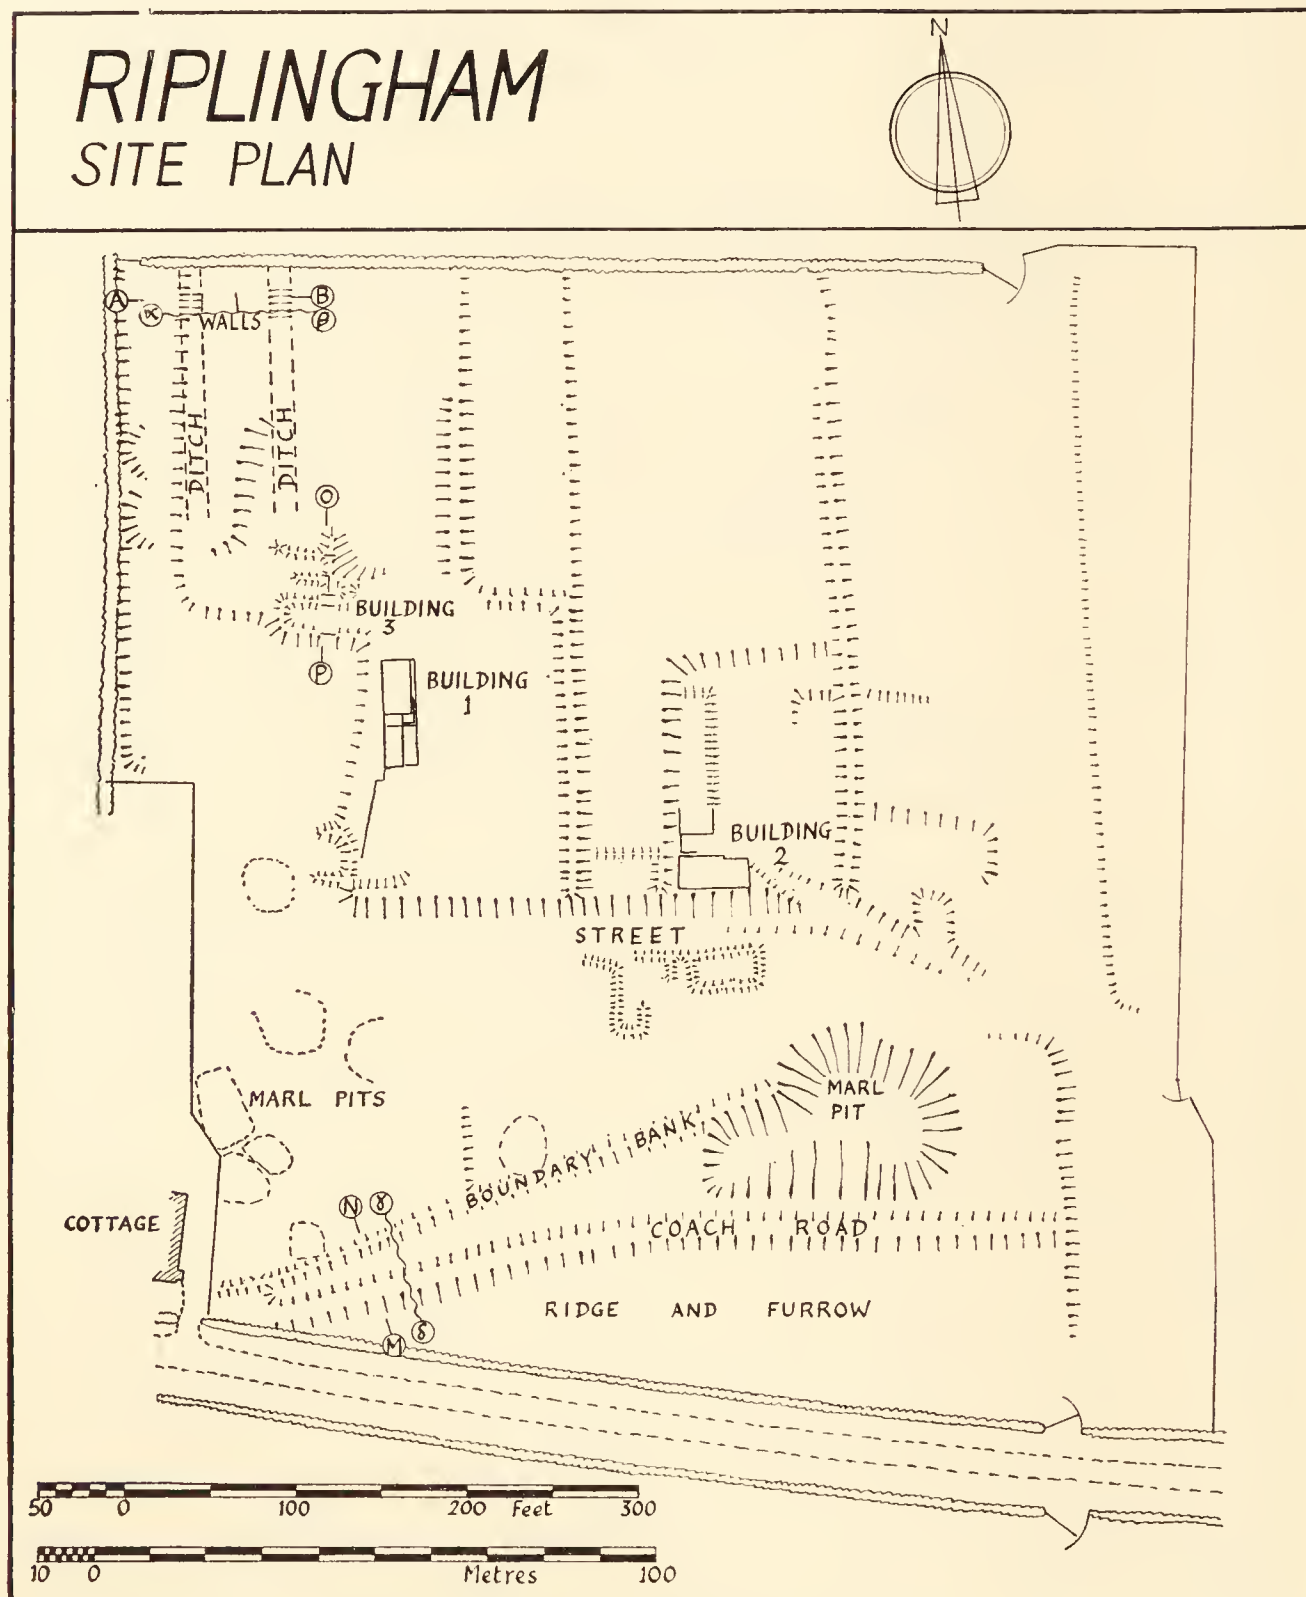 RIPLINGHAM
SITE PLAN
N
A
B
α
WALLS
β
DITCH
DITCH
O
BUILDING
3
P
BUILDING
1
BUILDING
2
STREET
MARL PITS
MARL
PIT
BOUNDARY BANK
COTTAGE
N
γ
COACH ROAD
RIDGE AND FURROW
M
δ
50 0 100 200 Feet 300
10 0 Metres 100